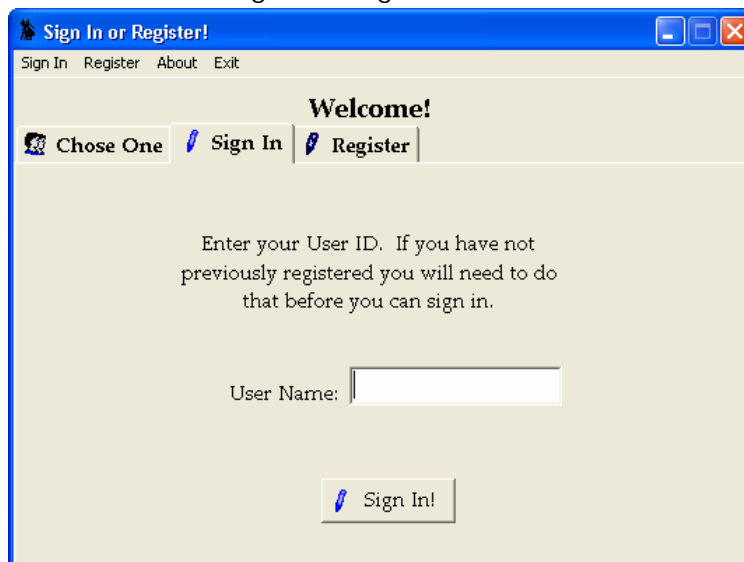 Sign In or Register!
Sign In Register About Exit
Welcome!
Chose One Sign In Register
Enter your User ID. If you have not
previously registered you will need to do
that before you can sign in.
User Name:
Sign In!